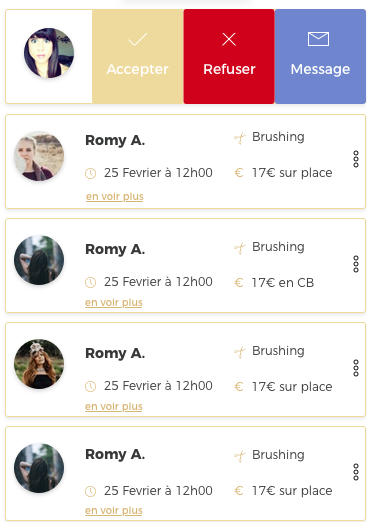 Accepter Refuser Message
Romy A. Brushing
25 Fevrier à 12h00 € 17€ sur place
en voir plus
Romy A. Brushing
25 Fevrier à 12h00 € 17€ en CB
en voir plus
Romy A. Brushing
25 Fevrier à 12h00 € 17€ sur place
en voir plus
Romy A. Brushing
25 Fevrier à 12h00 € 17€ sur place
en voir plus